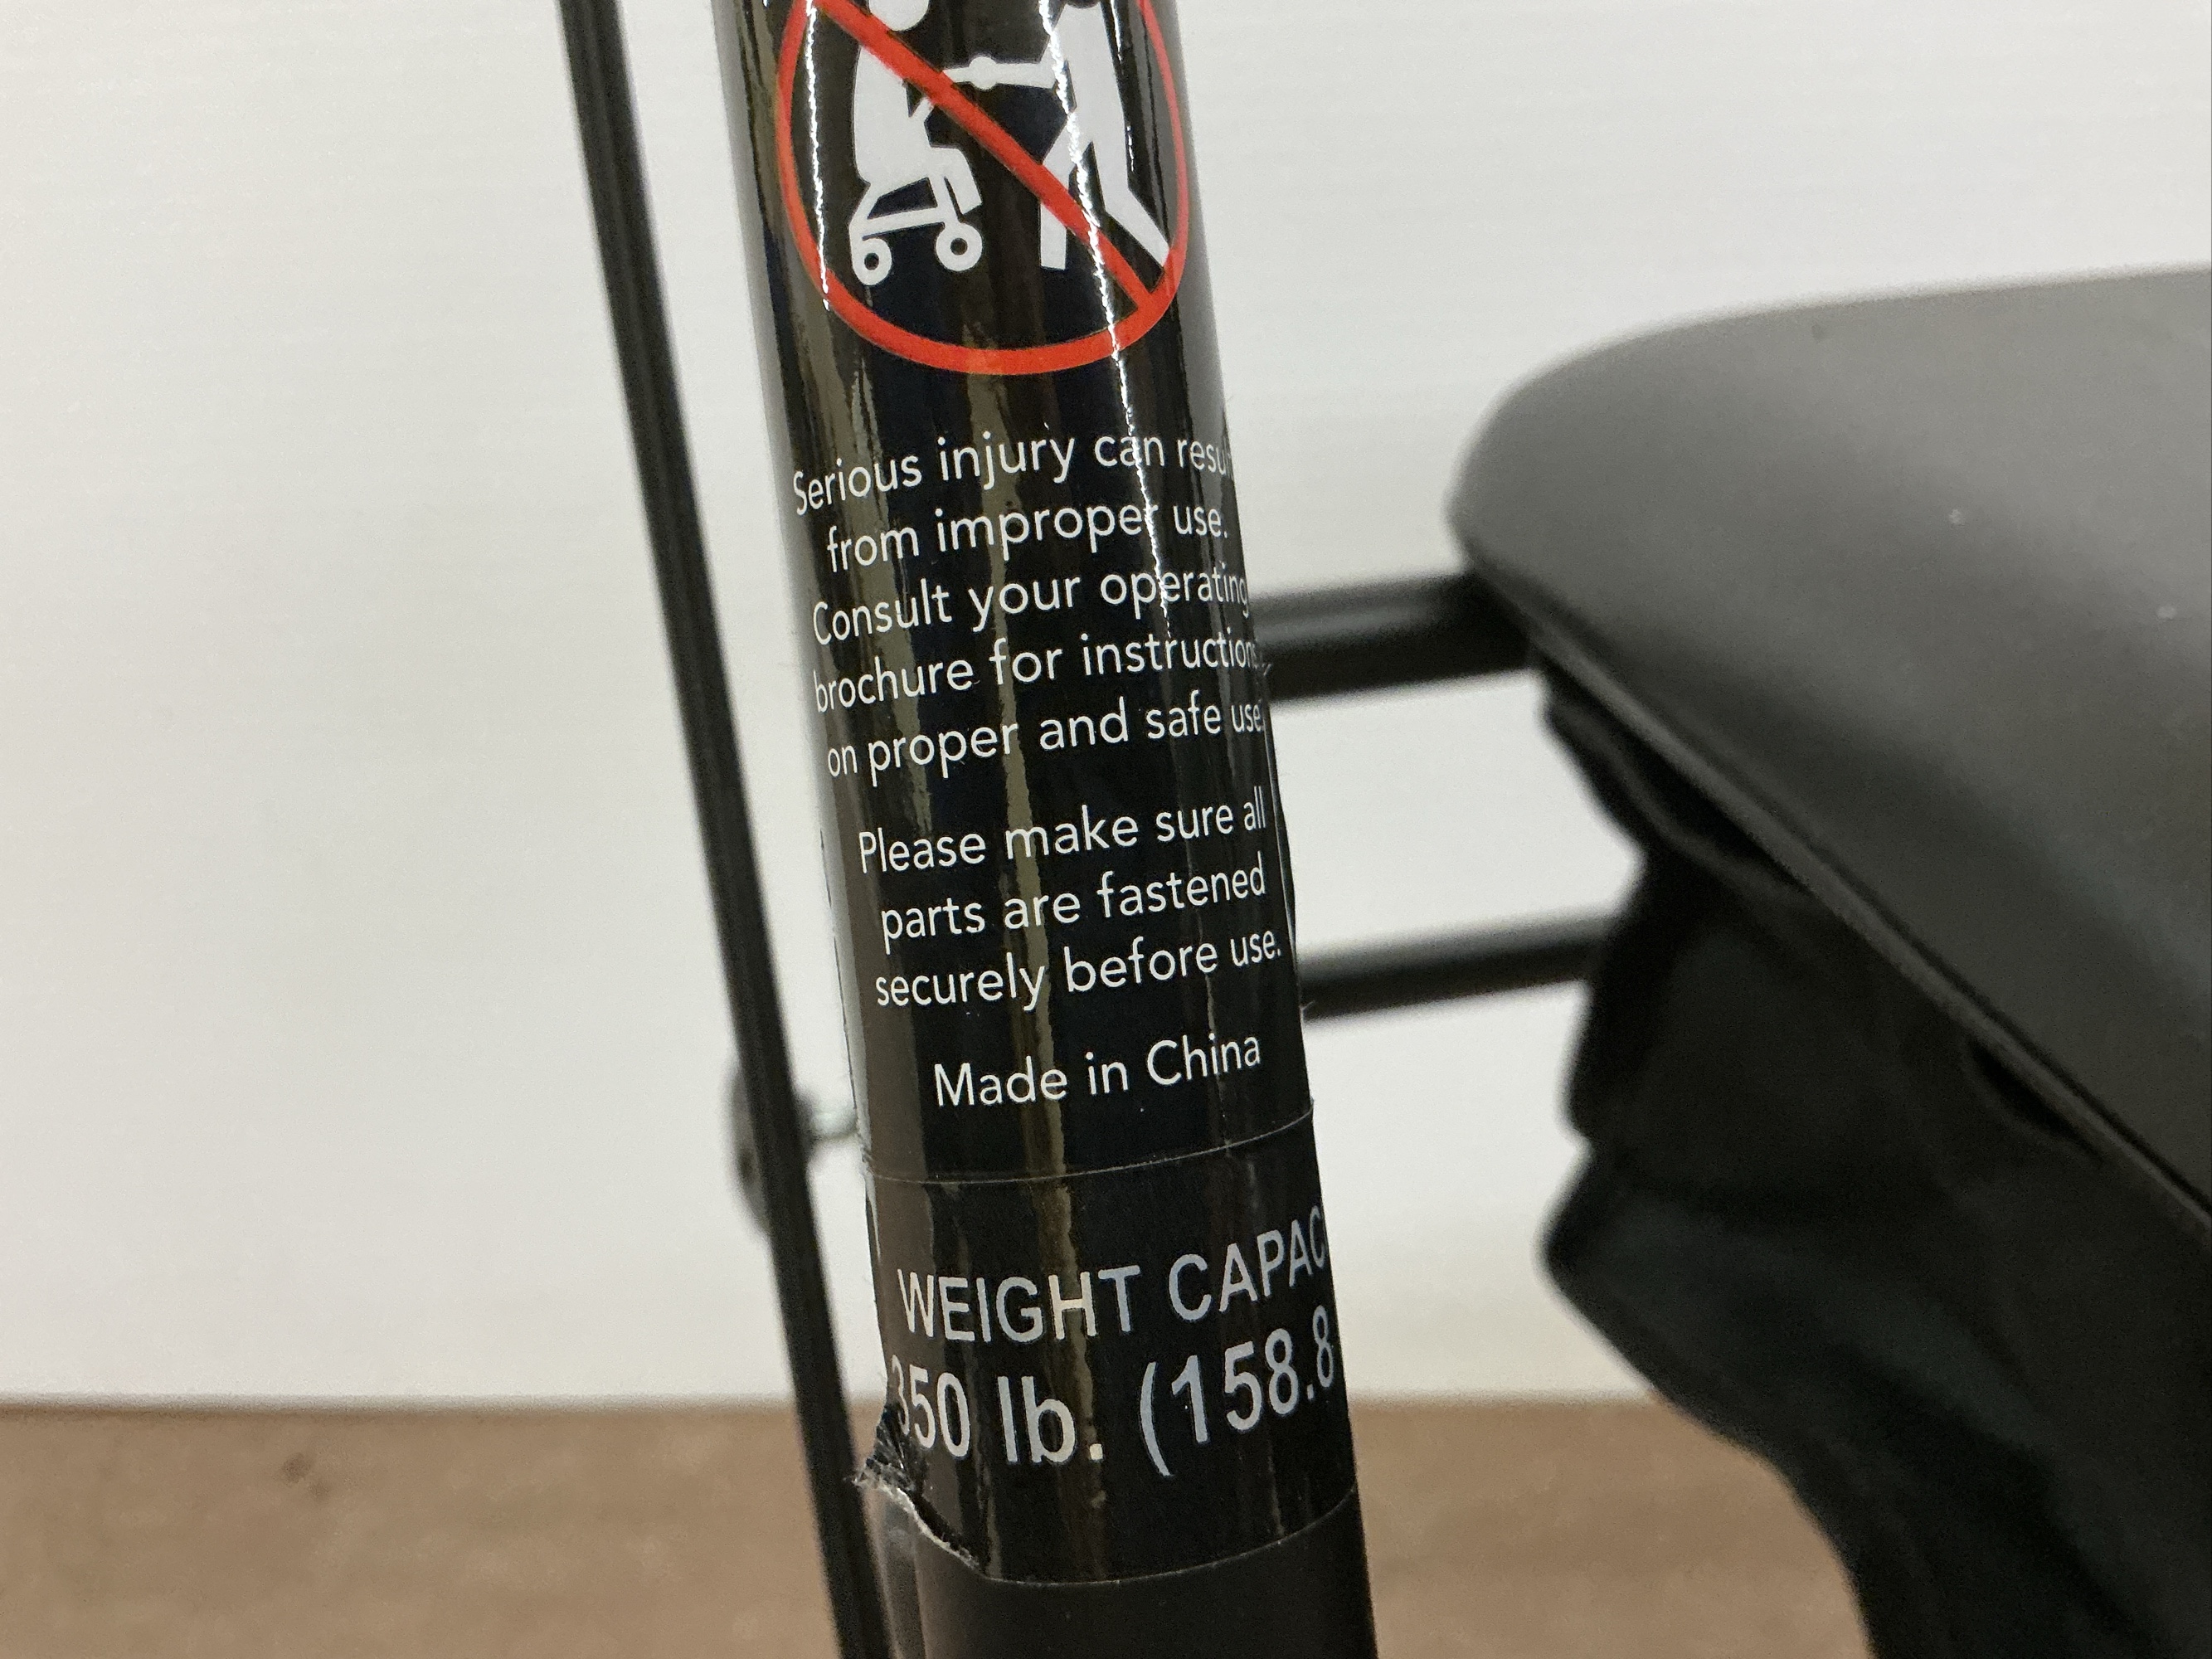 Serious injury can resu
from improper use.
Consult your operating
brochure for instructions
on proper and safe use.
Please make sure all
parts are fastened
securely before use.
Made in China
WEIGHT CAPAC
350 lb. (158.8